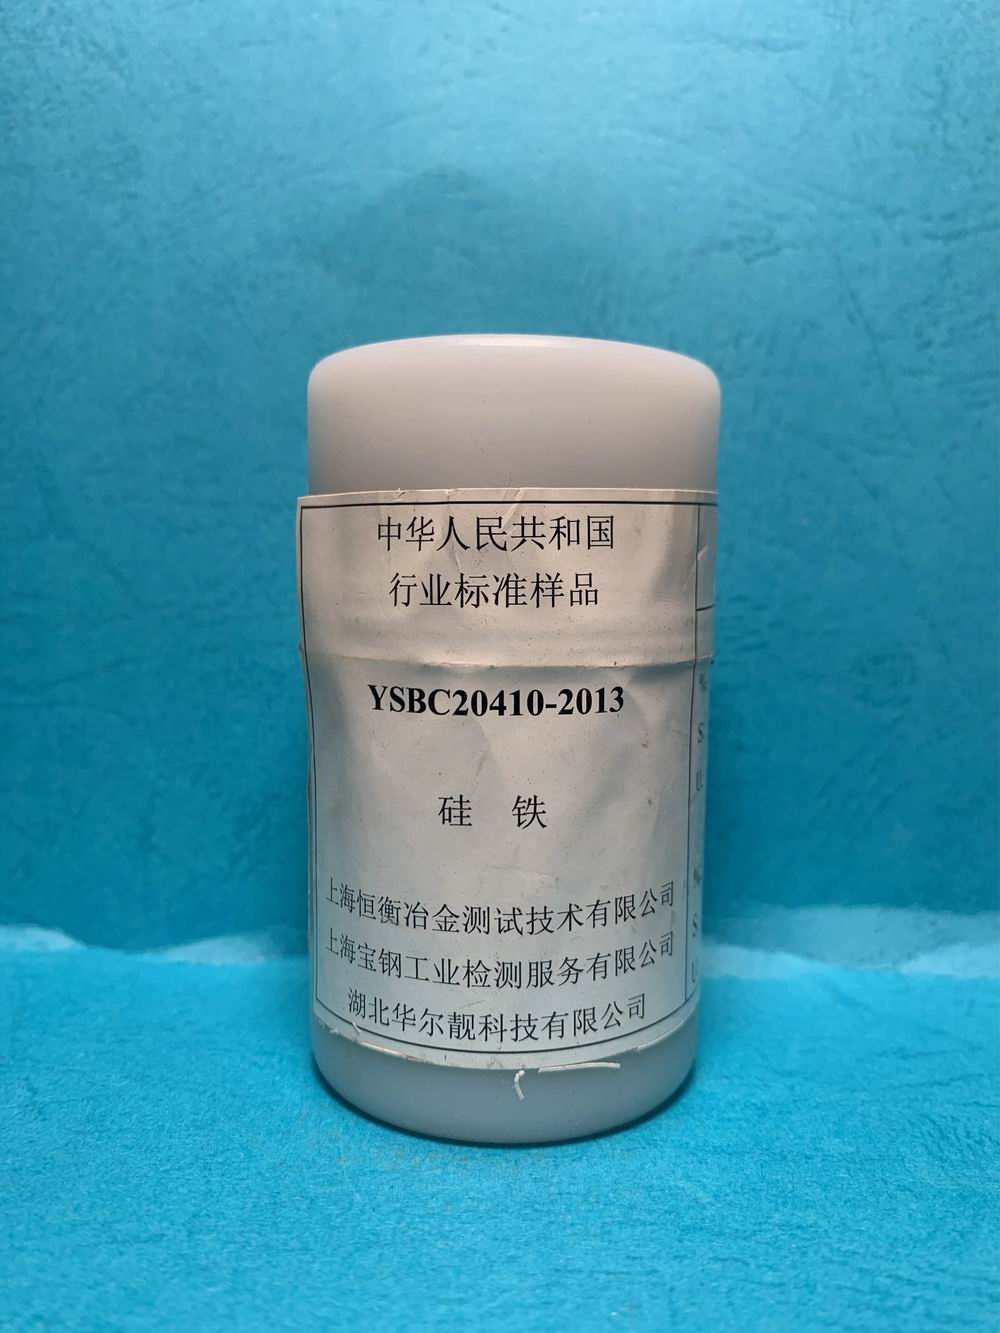 中华人民共和国
行业标准样品
YSBC20410-2013
硅 铁
上海恒衡冶金测试技术有限公司
上海宝钢工业检测服务有限公司
湖北华尔靓科技有限公司